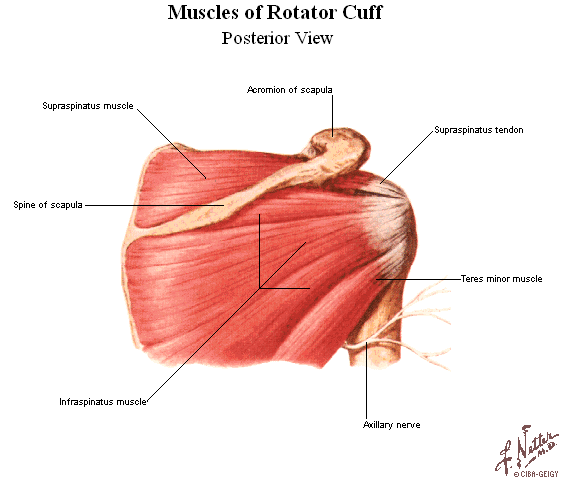 Muscles of Rotator Cuff
Posterior View
Acromion of scapula
Supraspinatus muscle
Supraspinatus tendon
Spine of scapula
Teres minor muscle
Infraspinatus muscle
Axillary nerve
F. Netter
M.D.
© CIBA-GEIGY